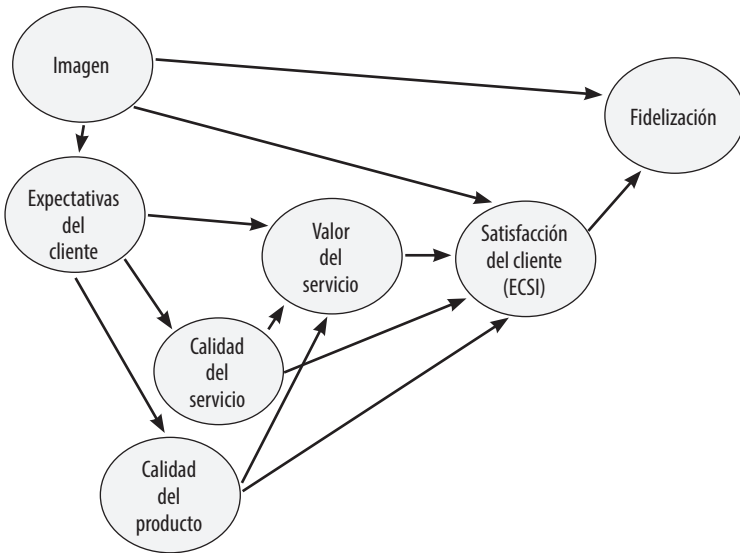 Imagen
Fidelización
Expectativas
del
cliente
Valor
del
servicio
Satisfacción
del cliente
(ECSI)
Calidad
del
servicio
Calidad
del
producto